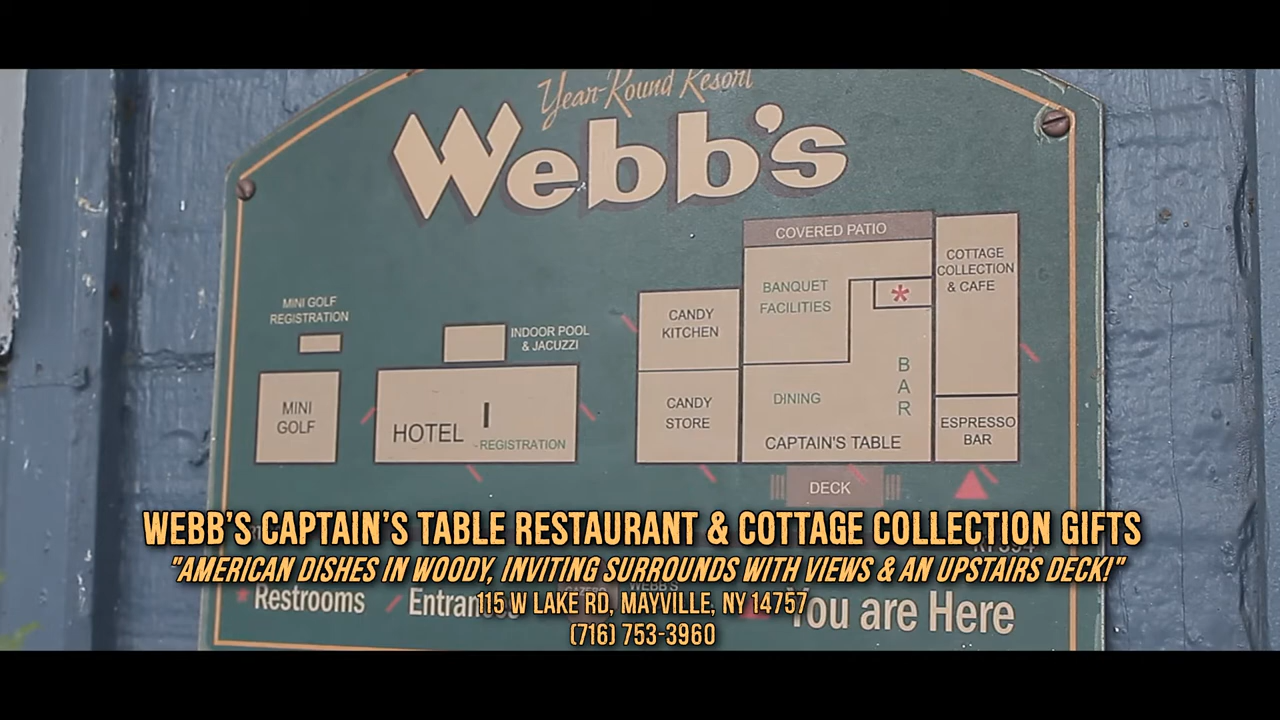 Year-Round Resort
Webb's
COVERED PATIO
COTTAGE
COLLECTION
& CAFE
BANQUET
FACILITIES
*
MINI GOLF
REGISTRATION
INDOOR POOL
& JACUZZI
CANDY
KITCHEN
BAR
MINI
GOLF
HOTEL
REGISTRATION
CANDY
STORE
DINING
CAPTAIN'S TABLE
ESPRESSO
BAR
DECK
WEBB'S CAPTAIN'S TABLE RESTAURANT & COTTAGE COLLECTION GIFTS
"AMERICAN DISHES IN WOODY, INVITING SURROUNDS WITH VIEWS & AN UPSTAIRS DECK!"
* Restrooms
Entrances
You are Here
115 W LAKE RD, MAYVILLE, NY 14757
(716) 753-3960